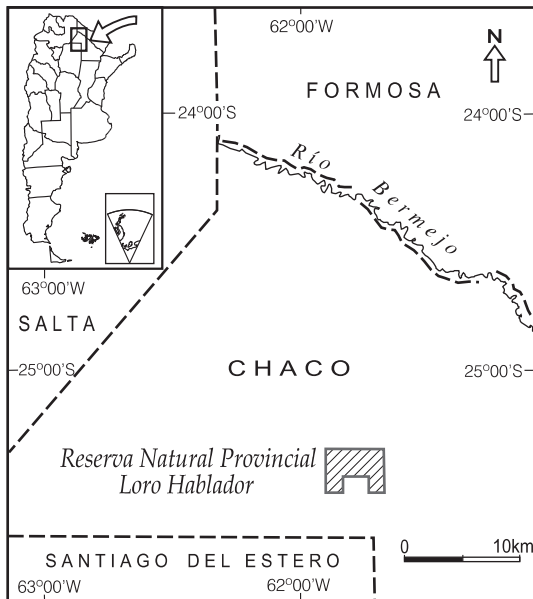 62°00'W
N
FORMOSA
24°00'S
24°00'S
Río Bermejo
63°00'W
SALTA
25°00'S
CHACO
25°00'S
Reserva Natural Provincial
Loro Hablador
0 10km
SANTIAGO DEL ESTERO
63°00'W
62°00'W